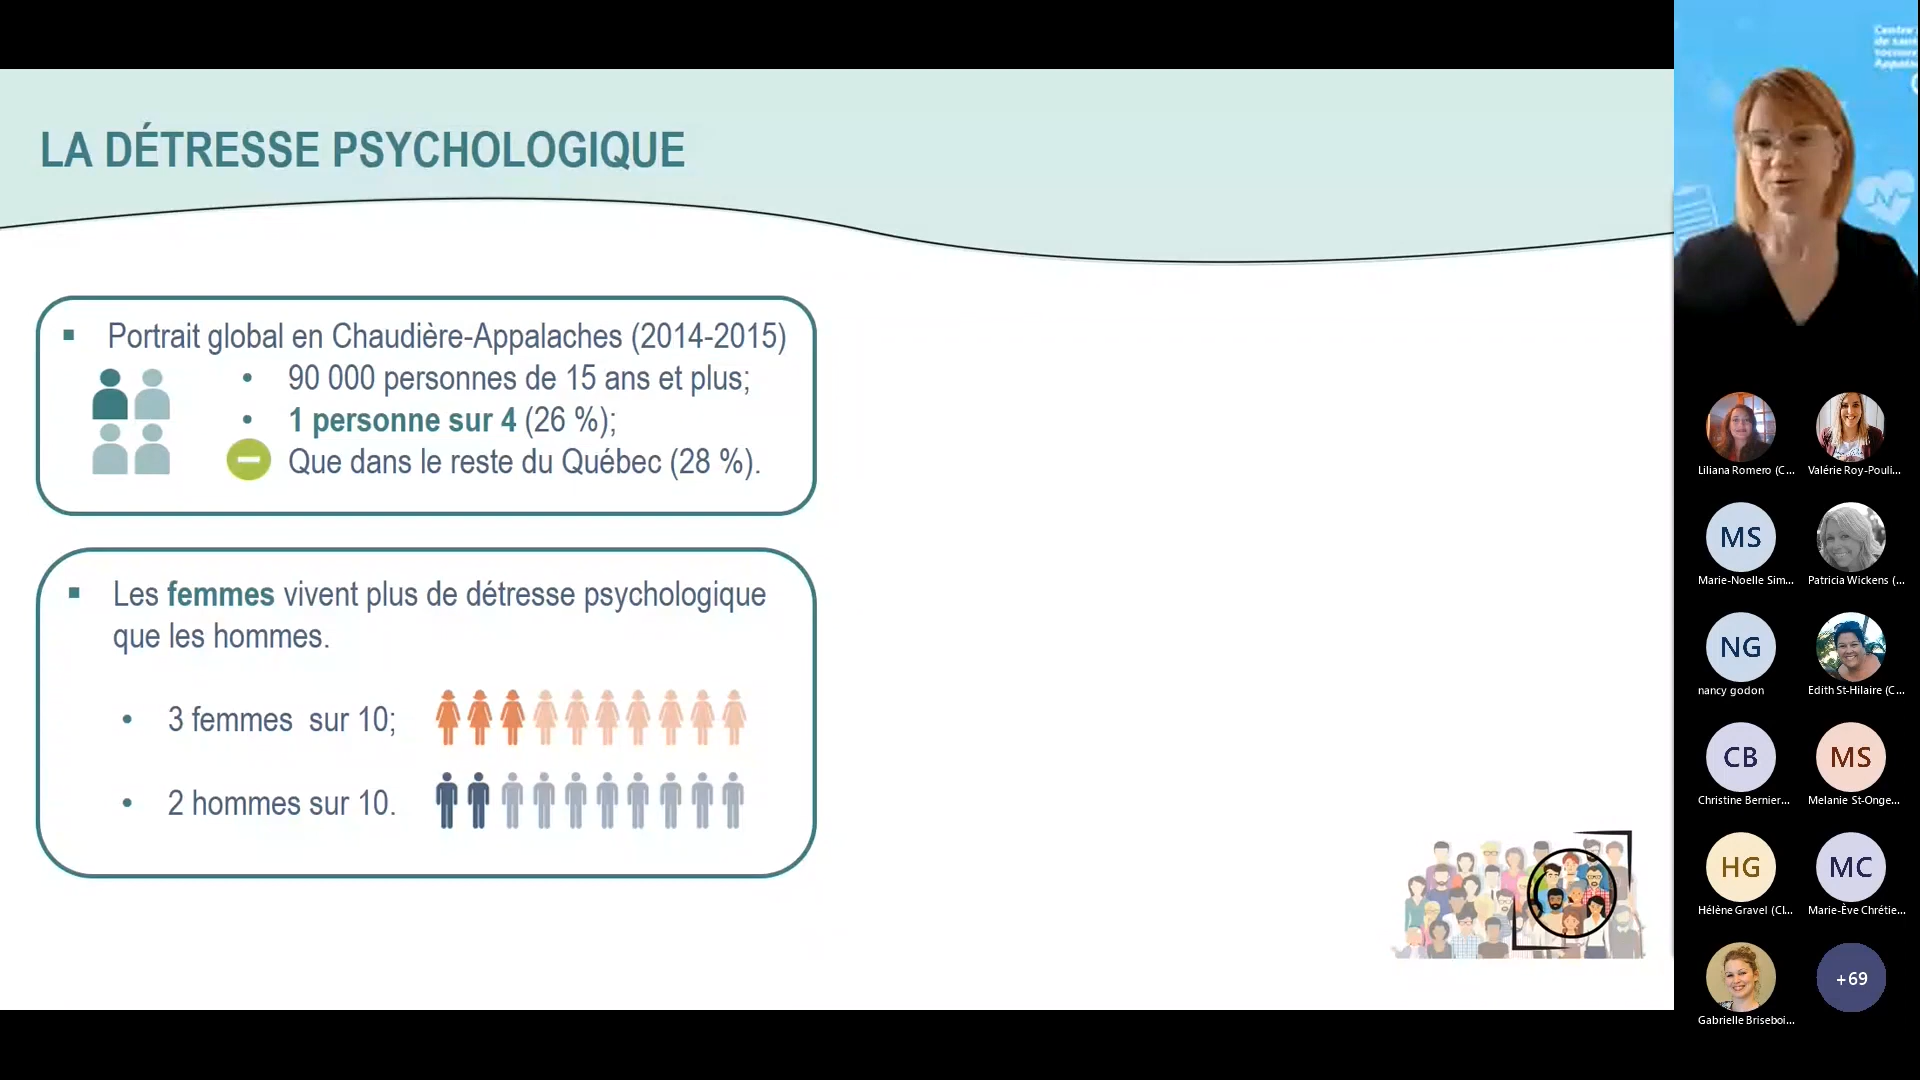 LA DÉTRESSE PSYCHOLOGIQUE
Portrait global en Chaudière-Appalaches (2014-2015)
90 000 personnes de 15 ans et plus;
1 personne sur 4 (26 %);
Que dans le reste du Québec (28 %).
Les femmes vivent plus de détresse psychologique
que les hommes.
3 femmes sur 10;
2 hommes sur 10.
Centre
de
Liliana Romero (C...
Valérie Roy-Pouli...
MS
Marie-Noelle Sim...
Patricia Wickens (...
NG
nancy godon
Edith St-Hilaire (C...
CB
Christine Bernier...
MS
Melanie St-Onge...
HG
Hélène Gravel (CI...
MC
Marie-Ève Chrétie...
Gabrielle Briseboi...
+69